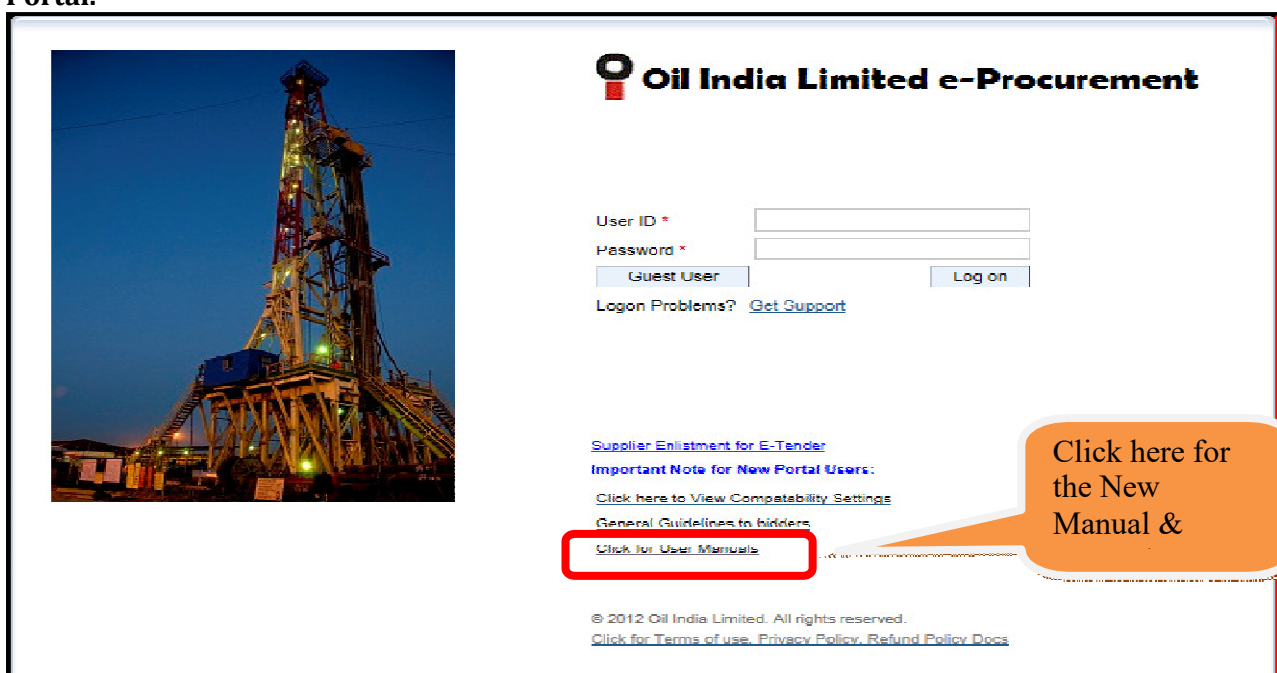 Portal.
Oil India Limited e-Procurement
User ID *
Password *
Guest User
Log on
Logon Problems? Get Support
Supplier Enlistment for E-Tender
Important Note for New Portal Users:
Click here to View Compatability Settings
General Guidelines to bidders
Click for User Manuals
Click here for
the New
Manual &
© 2012 Oil India Limited. All rights reserved.
Click for Terms of use, Privacy Policy, Refund Policy Docs